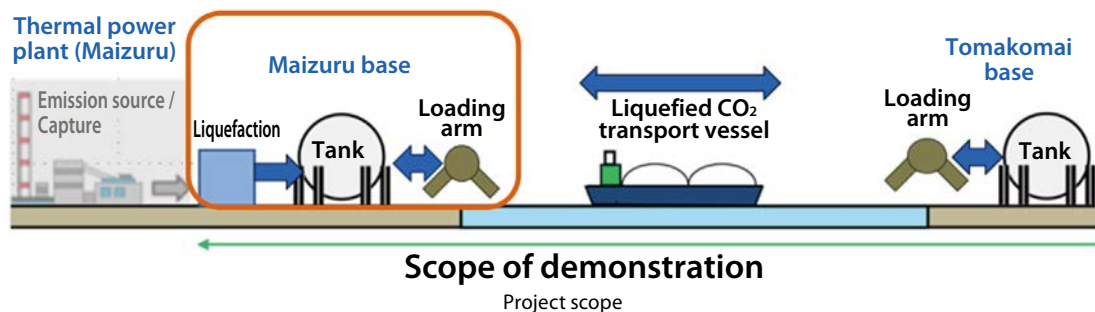 Thermal power
plant (Maizuru)
Emission source /
Capture
Maizuru base
Liquefaction
Tank
Loading
arm
Liquefied CO₂
transport vessel
Tomakomai
base
Loading
arm
Tank
Scope of demonstration
Project scope